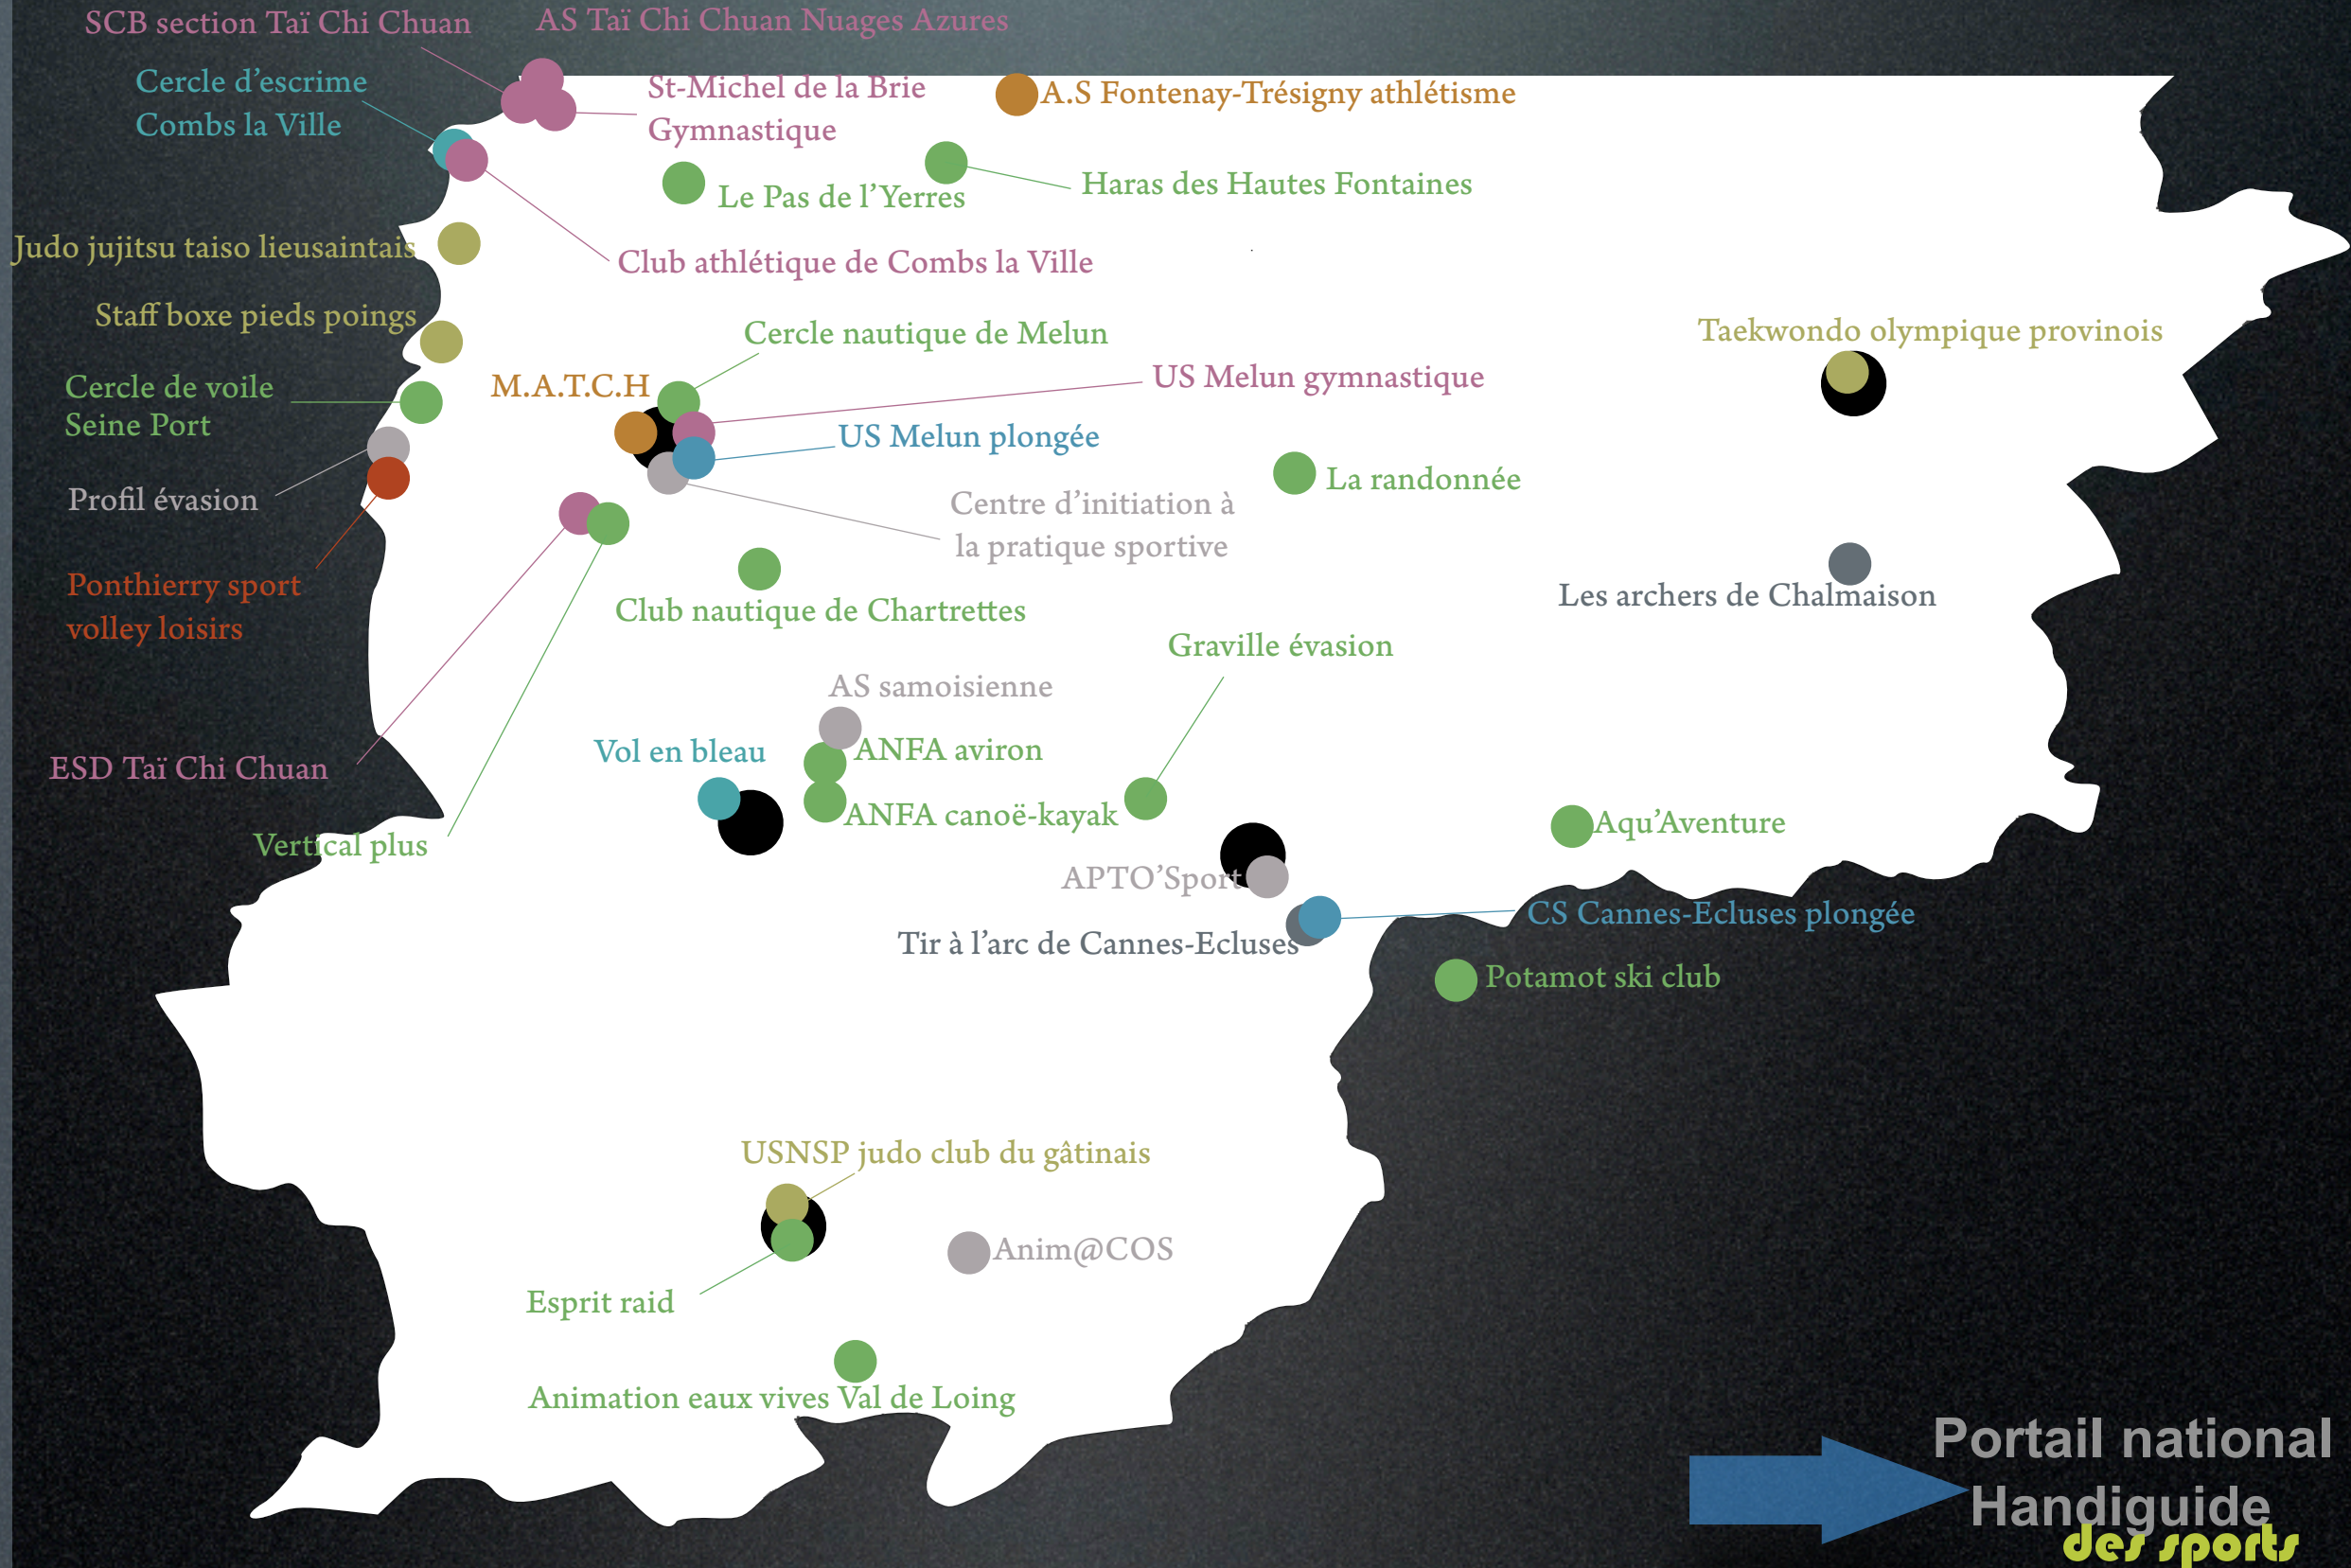 SCB section Taï Chi Chuan
AS Taï Chi Chuan Nuages Azures
Cercle d’escrime
Combs la Ville
St-Michel de la Brie
Gymnastique
A.S Fontenay-Trésigny athlétisme
Le Pas de l’Yerres
Haras des Hautes Fontaines
Judo jujitsu taiso lieusaintais
Club athlétique de Combs la Ville
Staff boxe pieds poings
Cercle nautique de Melun
Taekwondo olympique provinois
Cercle de voile
Seine Port
M.A.T.C.H
US Melun gymnastique
US Melun plongée
Profil évasion
La randonnée
Centre d’initiation à
la pratique sportive
Ponthierry sport
volley loisirs
Club nautique de Chartrettes
Les archers de Chalmaison
Graville évasion
AS samoisienne
ESD Taï Chi Chuan
Vol en bleau
ANFA aviron
ANFA canoë-kayak
Vertical plus
Aqu’Aventure
APTO’Sport
CS Cannes-Ecluses plongée
Tir à l’arc de Cannes-Ecluses
Potamot ski club
USNSP judo club du gâtinais
Anim@COS
Esprit raid
Animation eaux vives Val de Loing
Portail national
Handiguide
des sports